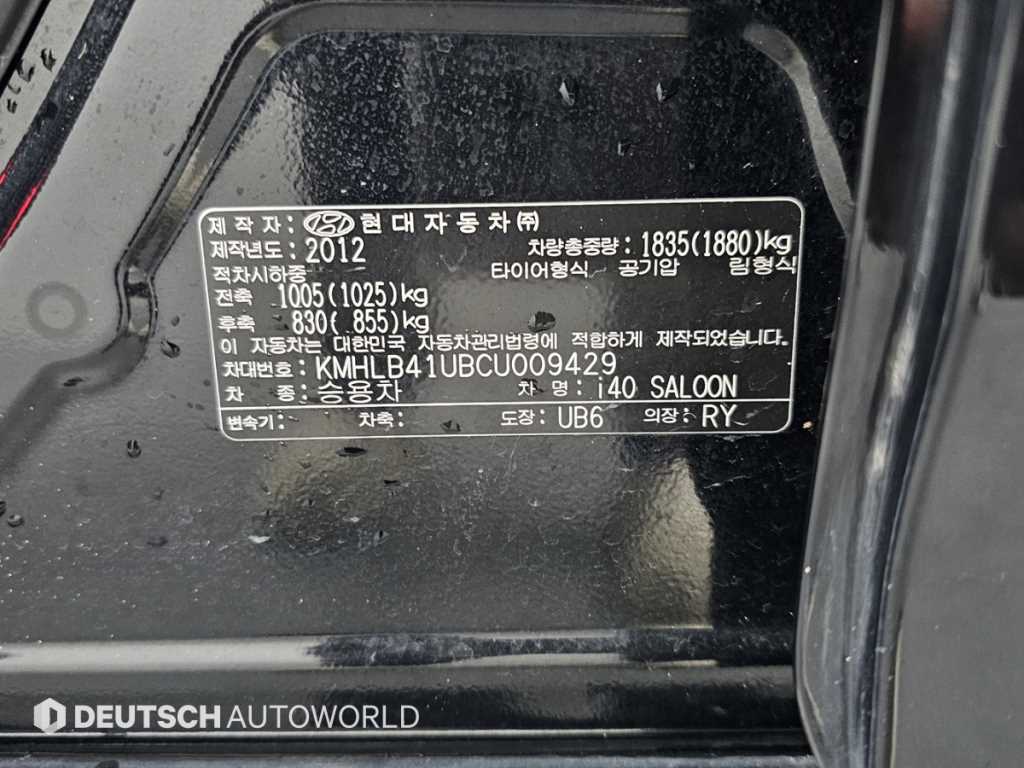 제 작 자: 현대자동차㈜
제작년도: 2012 차량총중량: 1835(1880)kg
적차시하중 타이어형식 공기압 림형식
전축 1005(1025)kg
후축 830( 855)kg
이 자동차는 대한민국 자동차관리법령에 적합하게 제작되었습니다.
차대번호: KMHLB41UBCU009429
차 종: 승용차 차 명: i40 SALOON
변속기: 차축: 도장: UB6 의장: RY
DEUTSCH AUTOWORLD